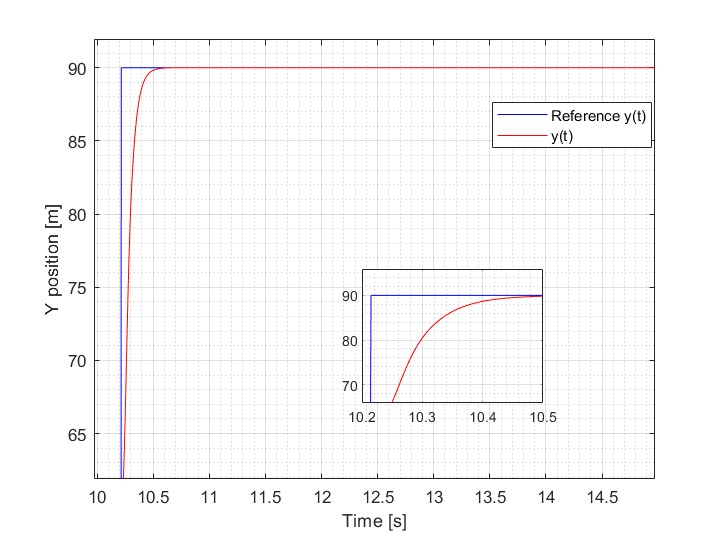 90
85
80
75
70
65
Y position [m]
Reference y(t)
y(t)
90
80
70
10.2 10.3 10.4 10.5
10 10.5 11 11.5 12 12.5 13 13.5 14 14.5
Time [s]